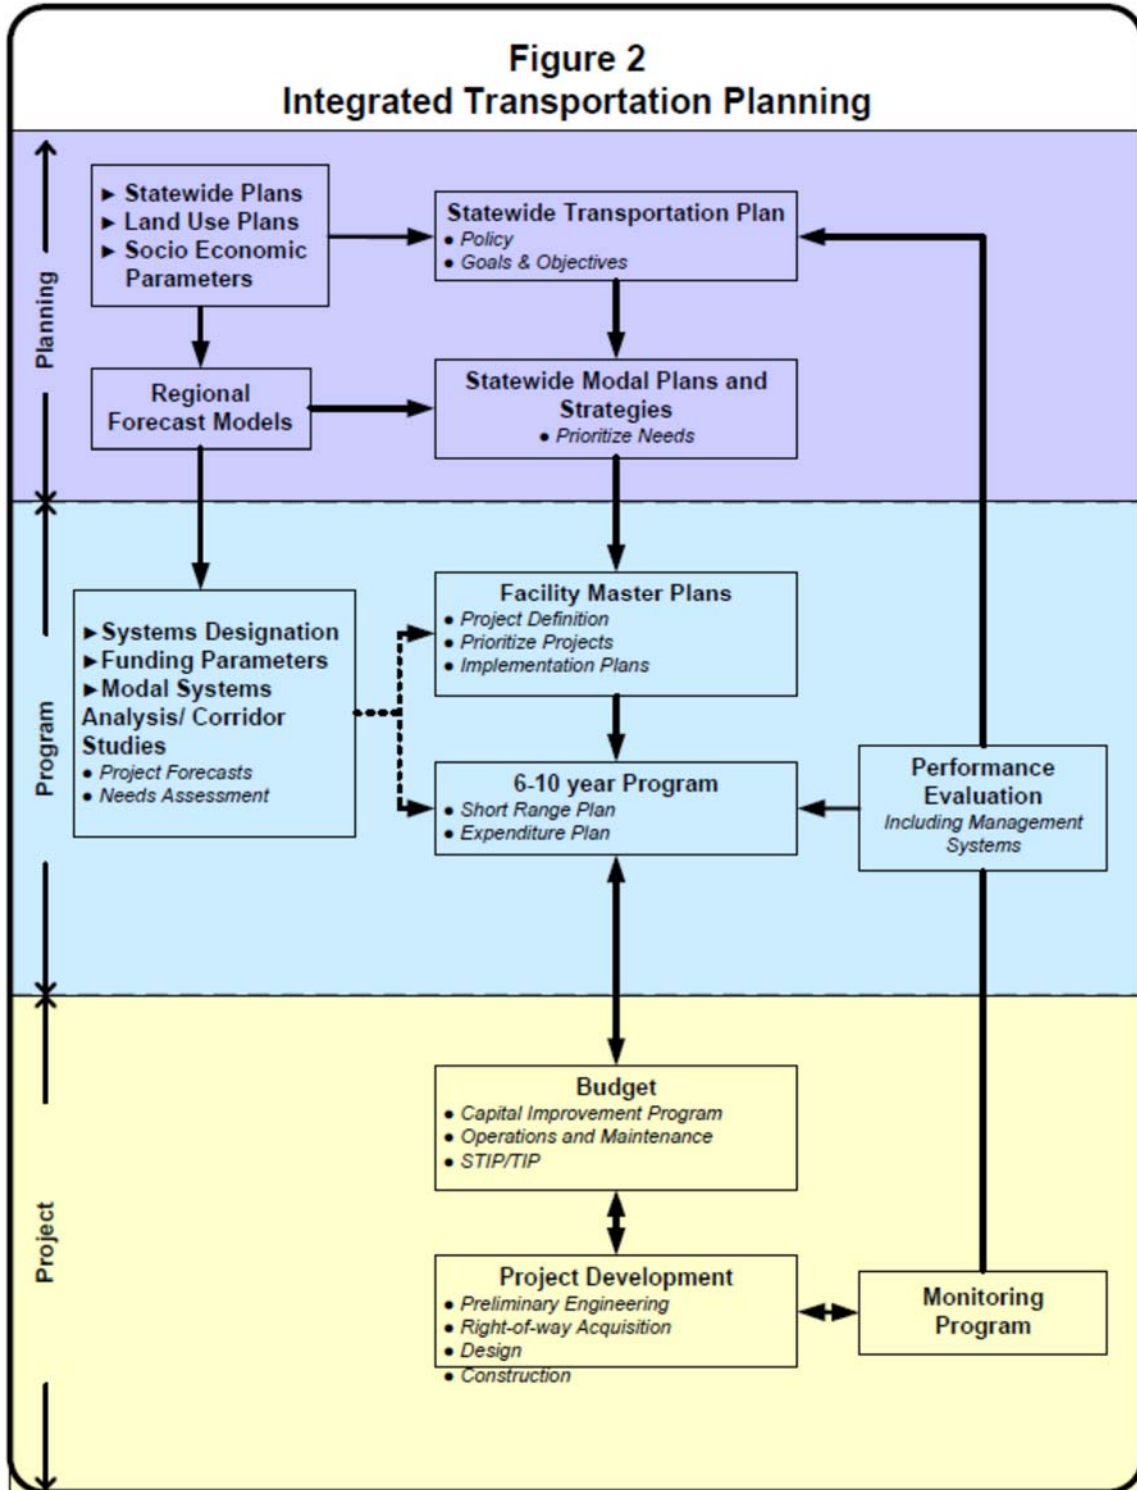 Figure 2
Integrated Transportation Planning
Planning
► Statewide Plans
► Land Use Plans
► Socio Economic
Parameters
Statewide Transportation Plan
● Policy
● Goals & Objectives
Regional
Forecast Models
Statewide Modal Plans and
Strategies
● Prioritize Needs
Program
►Systems Designation
►Funding Parameters
►Modal Systems
Analysis/ Corridor
Studies
● Project Forecasts
● Needs Assessment
Facility Master Plans
● Project Definition
● Prioritize Projects
● Implementation Plans
6-10 year Program
● Short Range Plan
● Expenditure Plan
Performance
Evaluation
Including Management
Systems
Project
Budget
● Capital Improvement Program
● Operations and Maintenance
● STIP/TIP
Project Development
● Preliminary Engineering
● Right-of-way Acquisition
● Design
● Construction
Monitoring
Program